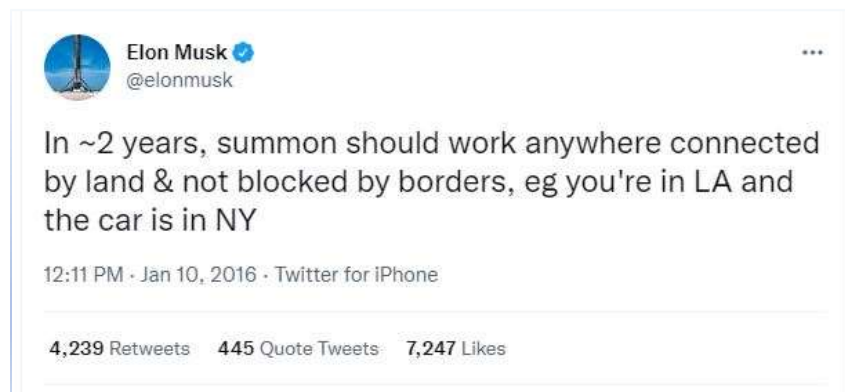 Elon Musk
@elonmusk
In ~2 years, summon should work anywhere connected
by land & not blocked by borders, eg you're in LA and
the car is in NY
12:11 PM · Jan 10, 2016 · Twitter for iPhone
4,239 Retweets 445 Quote Tweets 7,247 Likes